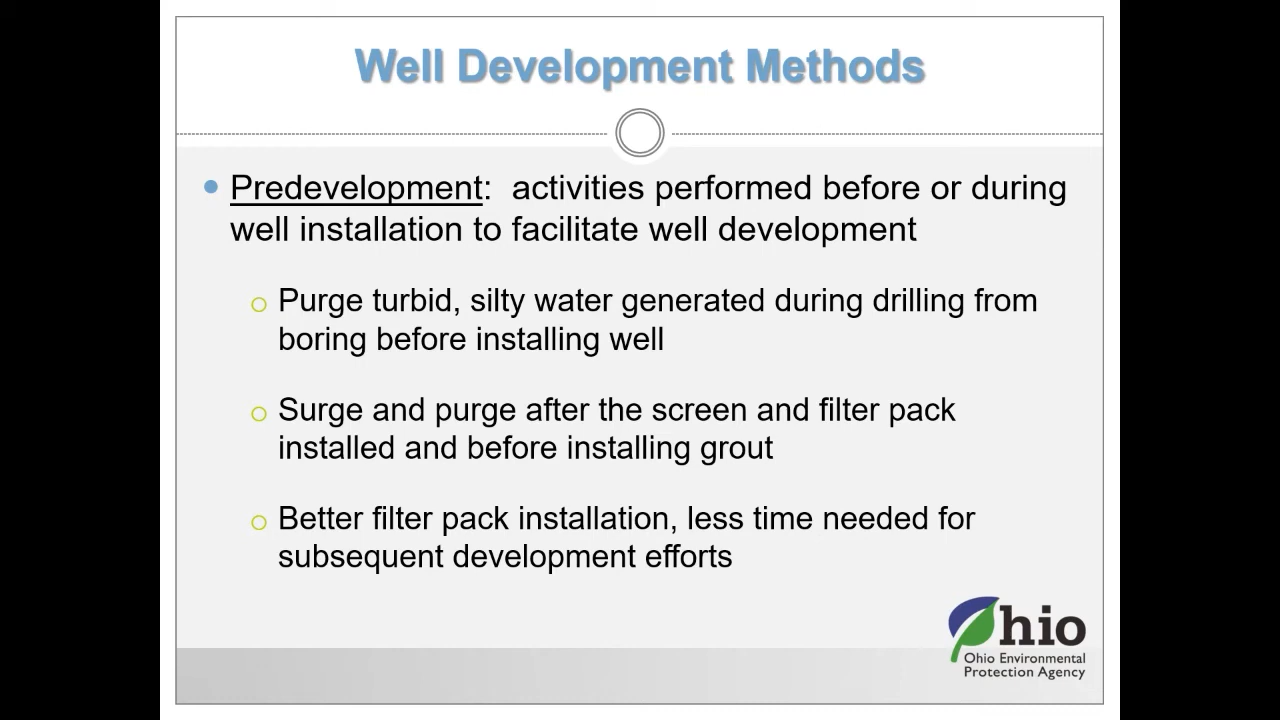 Well Development Methods
Predevelopment: activities performed before or during
well installation to facilitate well development
Purge turbid, silty water generated during drilling from
boring before installing well
Surge and purge after the screen and filter pack
installed and before installing grout
Better filter pack installation, less time needed for
subsequent development efforts
Ohio
Ohio Environmental
Protection Agency